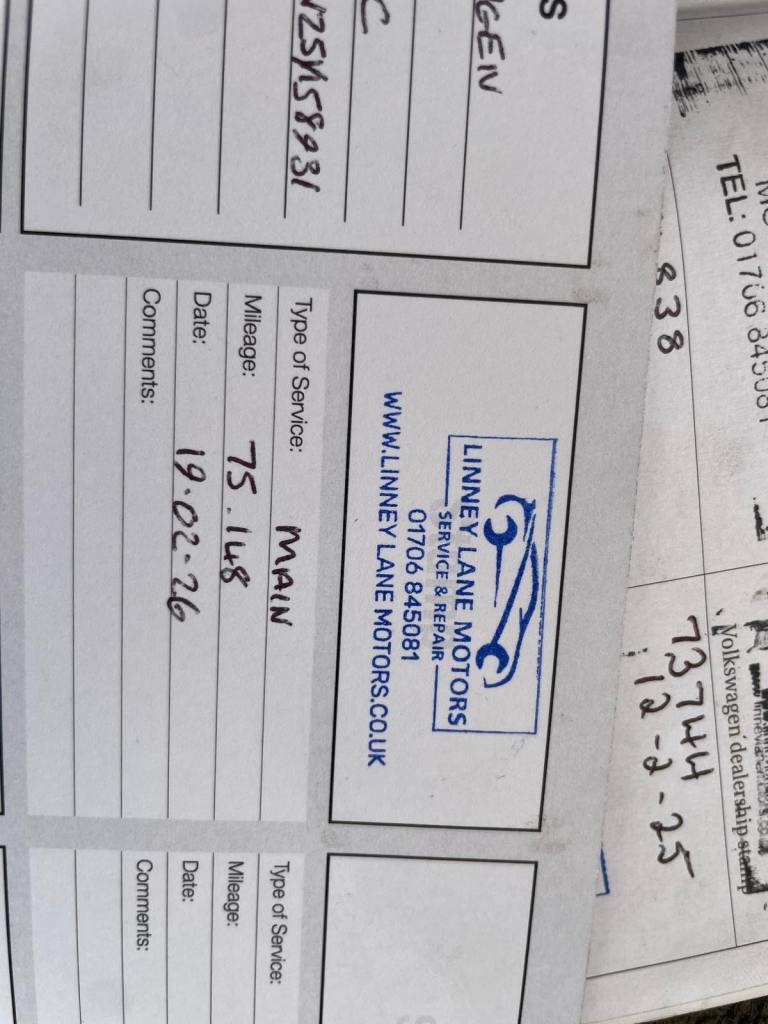 S
GEN
C
VZ5N58931
LINNEY LANE MOTORS
SERVICE & REPAIR
01706 845081
WWW.LINNEY LANE MOTORS.CO.UK
Type of Service: MAIN
Mileage: 75.148
Date: 19.02.26
Comments:
Type of Service:
Mileage:
Date:
Comments:
TEL: 01706 845081
838
Volkswagen dealership stamp
73744
12-2-25